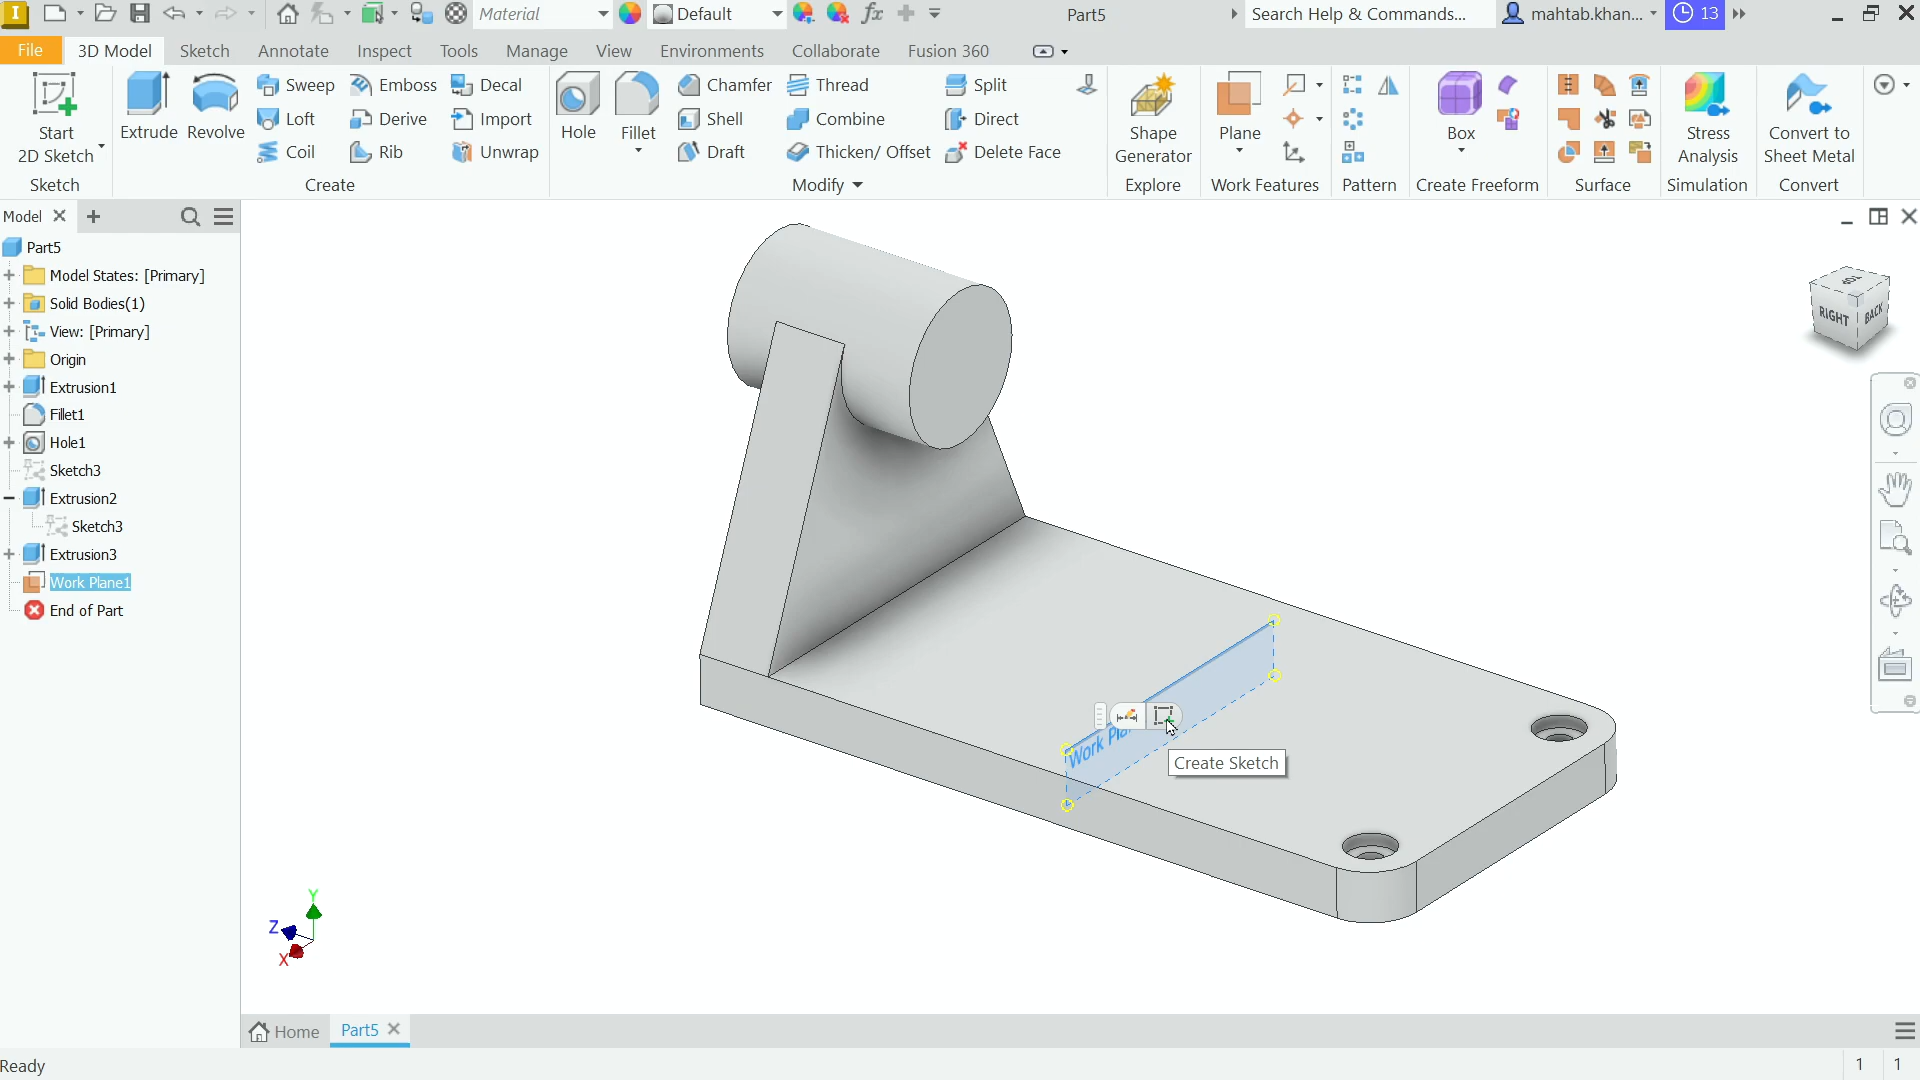 I Material Default fx Part5 Search Help & Commands... mahtab.khan... 13
File 3D Model Sketch Annotate Inspect Tools Manage View Environments Collaborate Fusion 360
Start 2D Sketch Extrude Revolve Sweep Emboss Decal Hole Fillet Chamfer Thread Split Shape Generator Plane Box Stress Analysis Convert to Sheet Metal
Loft Derive Import Shell Combine Direct
Coil Rib Unwrap Draft Thicken/ Offset Delete Face
Sketch Create Modify Explore Work Features Pattern Create Freeform Surface Simulation Convert
Model
Part5
Model States: [Primary]
Solid Bodies(1)
View: [Primary]
Origin
Extrusion1
Fillet1
Hole1
Sketch3
Extrusion2
Sketch3
Extrusion3
Work Plane1
End of Part
TOP
RIGHT BACK
Create Sketch
Y
Z
X
Home Part5
Ready 1 1